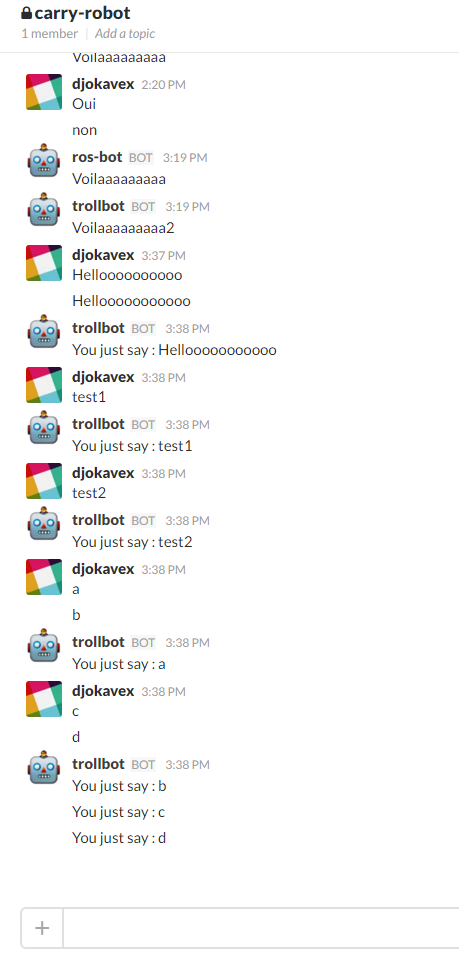 carry-robot
1 member | Add a topic
Voilaaaaaaaaa
djokavex 2:20 PM
Oui
non
ros-bot BOT 3:19 PM
Voilaaaaaaaaa
trollbot BOT 3:19 PM
Voilaaaaaaaaa2
djokavex 3:37 PM
Helloooooooooo
Hellooooooooooo
trollbot BOT 3:38 PM
You just say : Hellooooooooooo
djokavex 3:38 PM
test1
trollbot BOT 3:38 PM
You just say : test1
djokavex 3:38 PM
test2
trollbot BOT 3:38 PM
You just say : test2
djokavex 3:38 PM
a
b
trollbot BOT 3:38 PM
You just say : a
djokavex 3:38 PM
c
d
trollbot BOT 3:38 PM
You just say : b
You just say : c
You just say : d
+